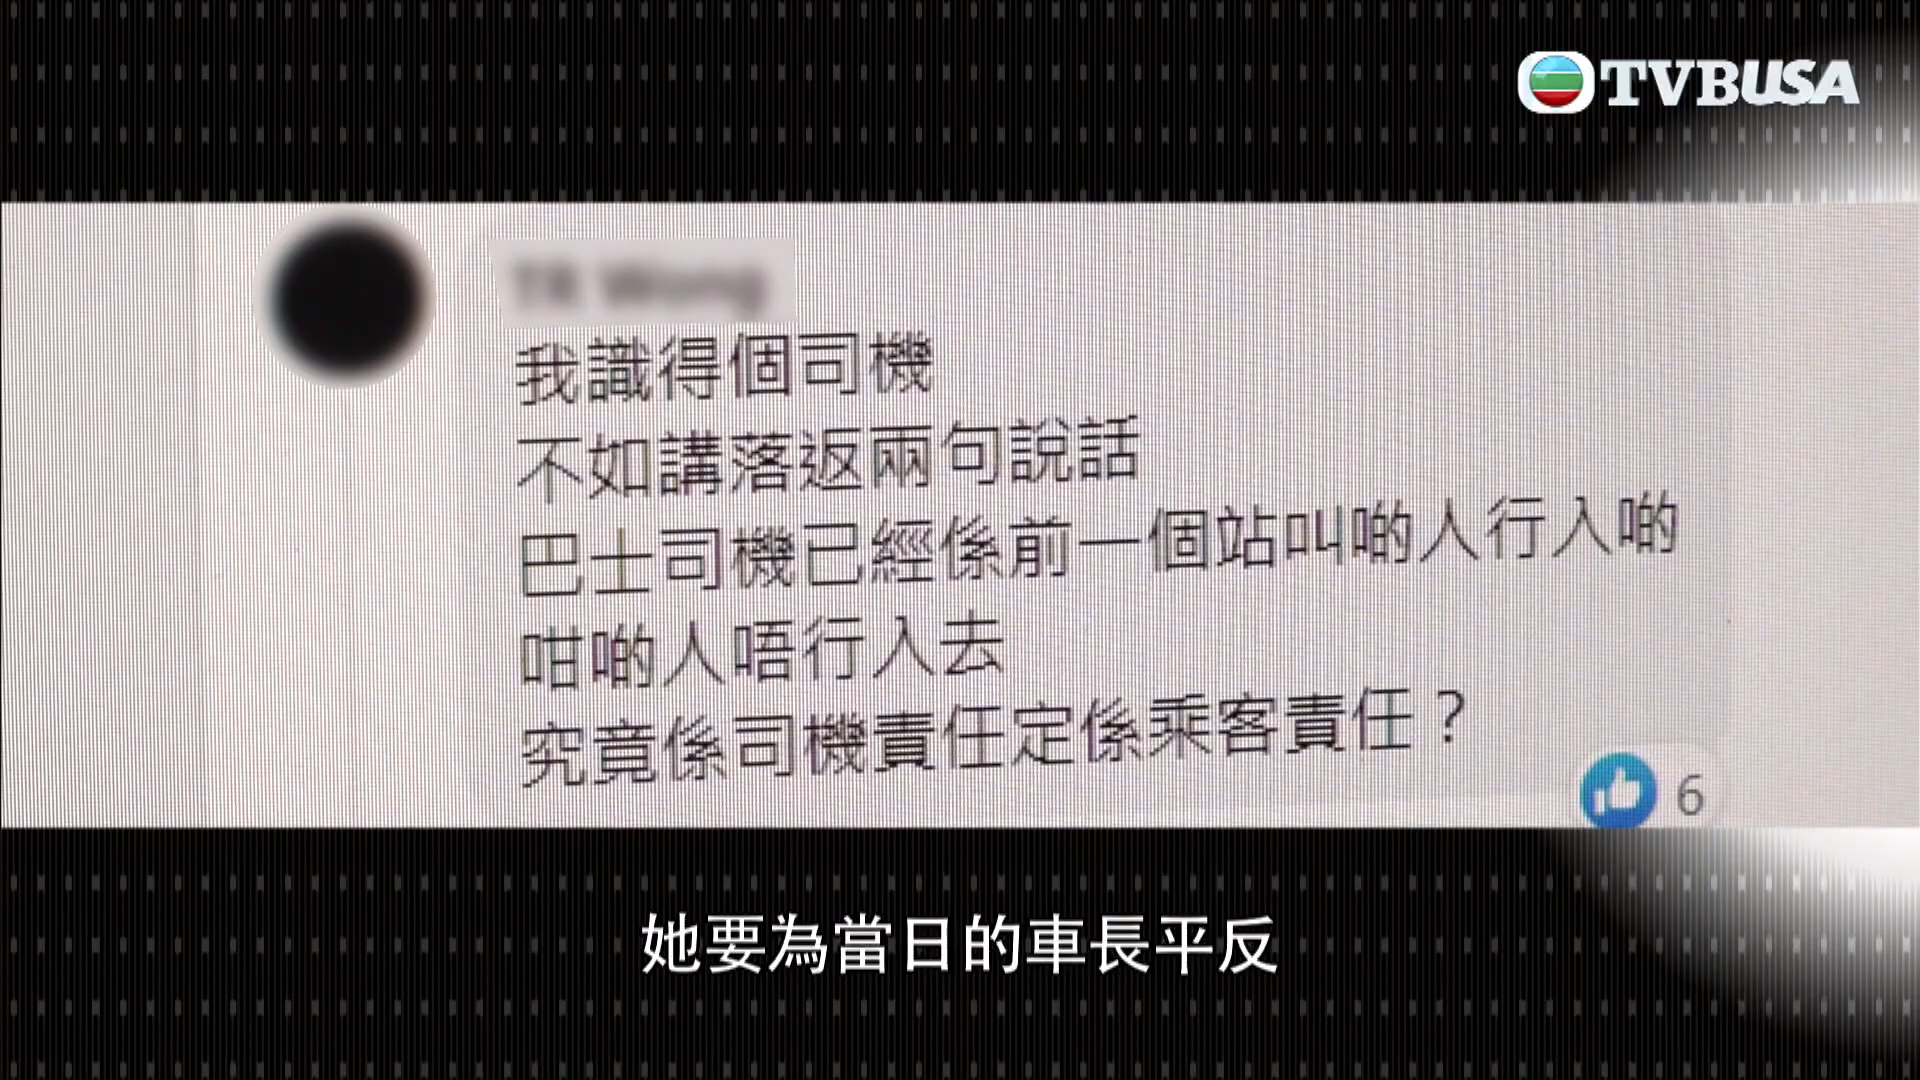 TVBUSA
我識得個司機
不如講落返兩句說話
巴士司機已經係前一個站叫啲人行入啲
咁啲人唔行入去
究竟係司機責任定係乘客責任？
6
她要為當日的車長平反